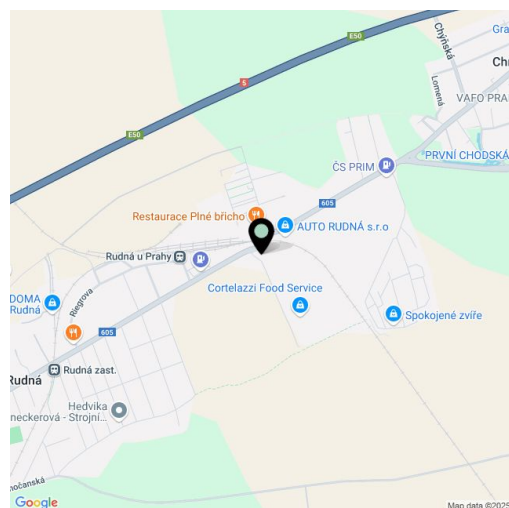 E50
Chýňská
Gra
5
Ch
Lomená
VAFO PRA
E50
PRVNÍ CHODSKÁ
ČS PRIM
605
Restaurace Plné břicho
AUTO RUDNÁ s.r.o
Rudná u Prahy
Cortelazzi Food Service
DOMA
Rudná
Riegrova
Spokojené zvíře
605
Rudná zast.
Rudná
Hedvika
neckerová - Strojní...
Google
Map data ©2025